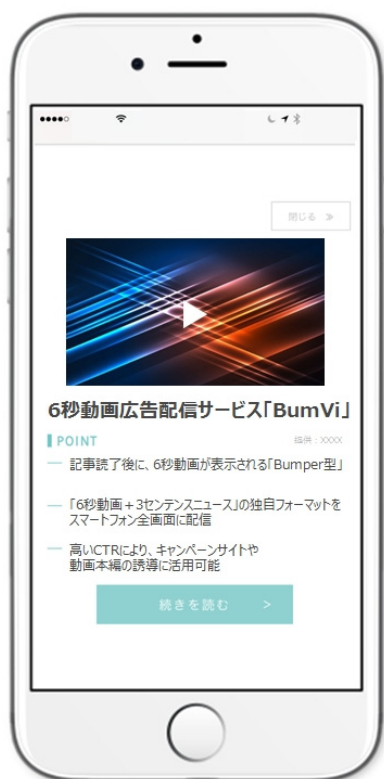 閉じる ≫
6秒動画広告配信サービス「BumVi」
POINT
提供：XXXX
記事読了後に、6秒動画が表示される「Bumper型」
「6秒動画＋3センテンスニュース」の独自フォーマットを
スマートフォン全画面に配信
高いCTRにより、キャンペーンサイトや
動画本編の誘導に活用可能
続きを読む >